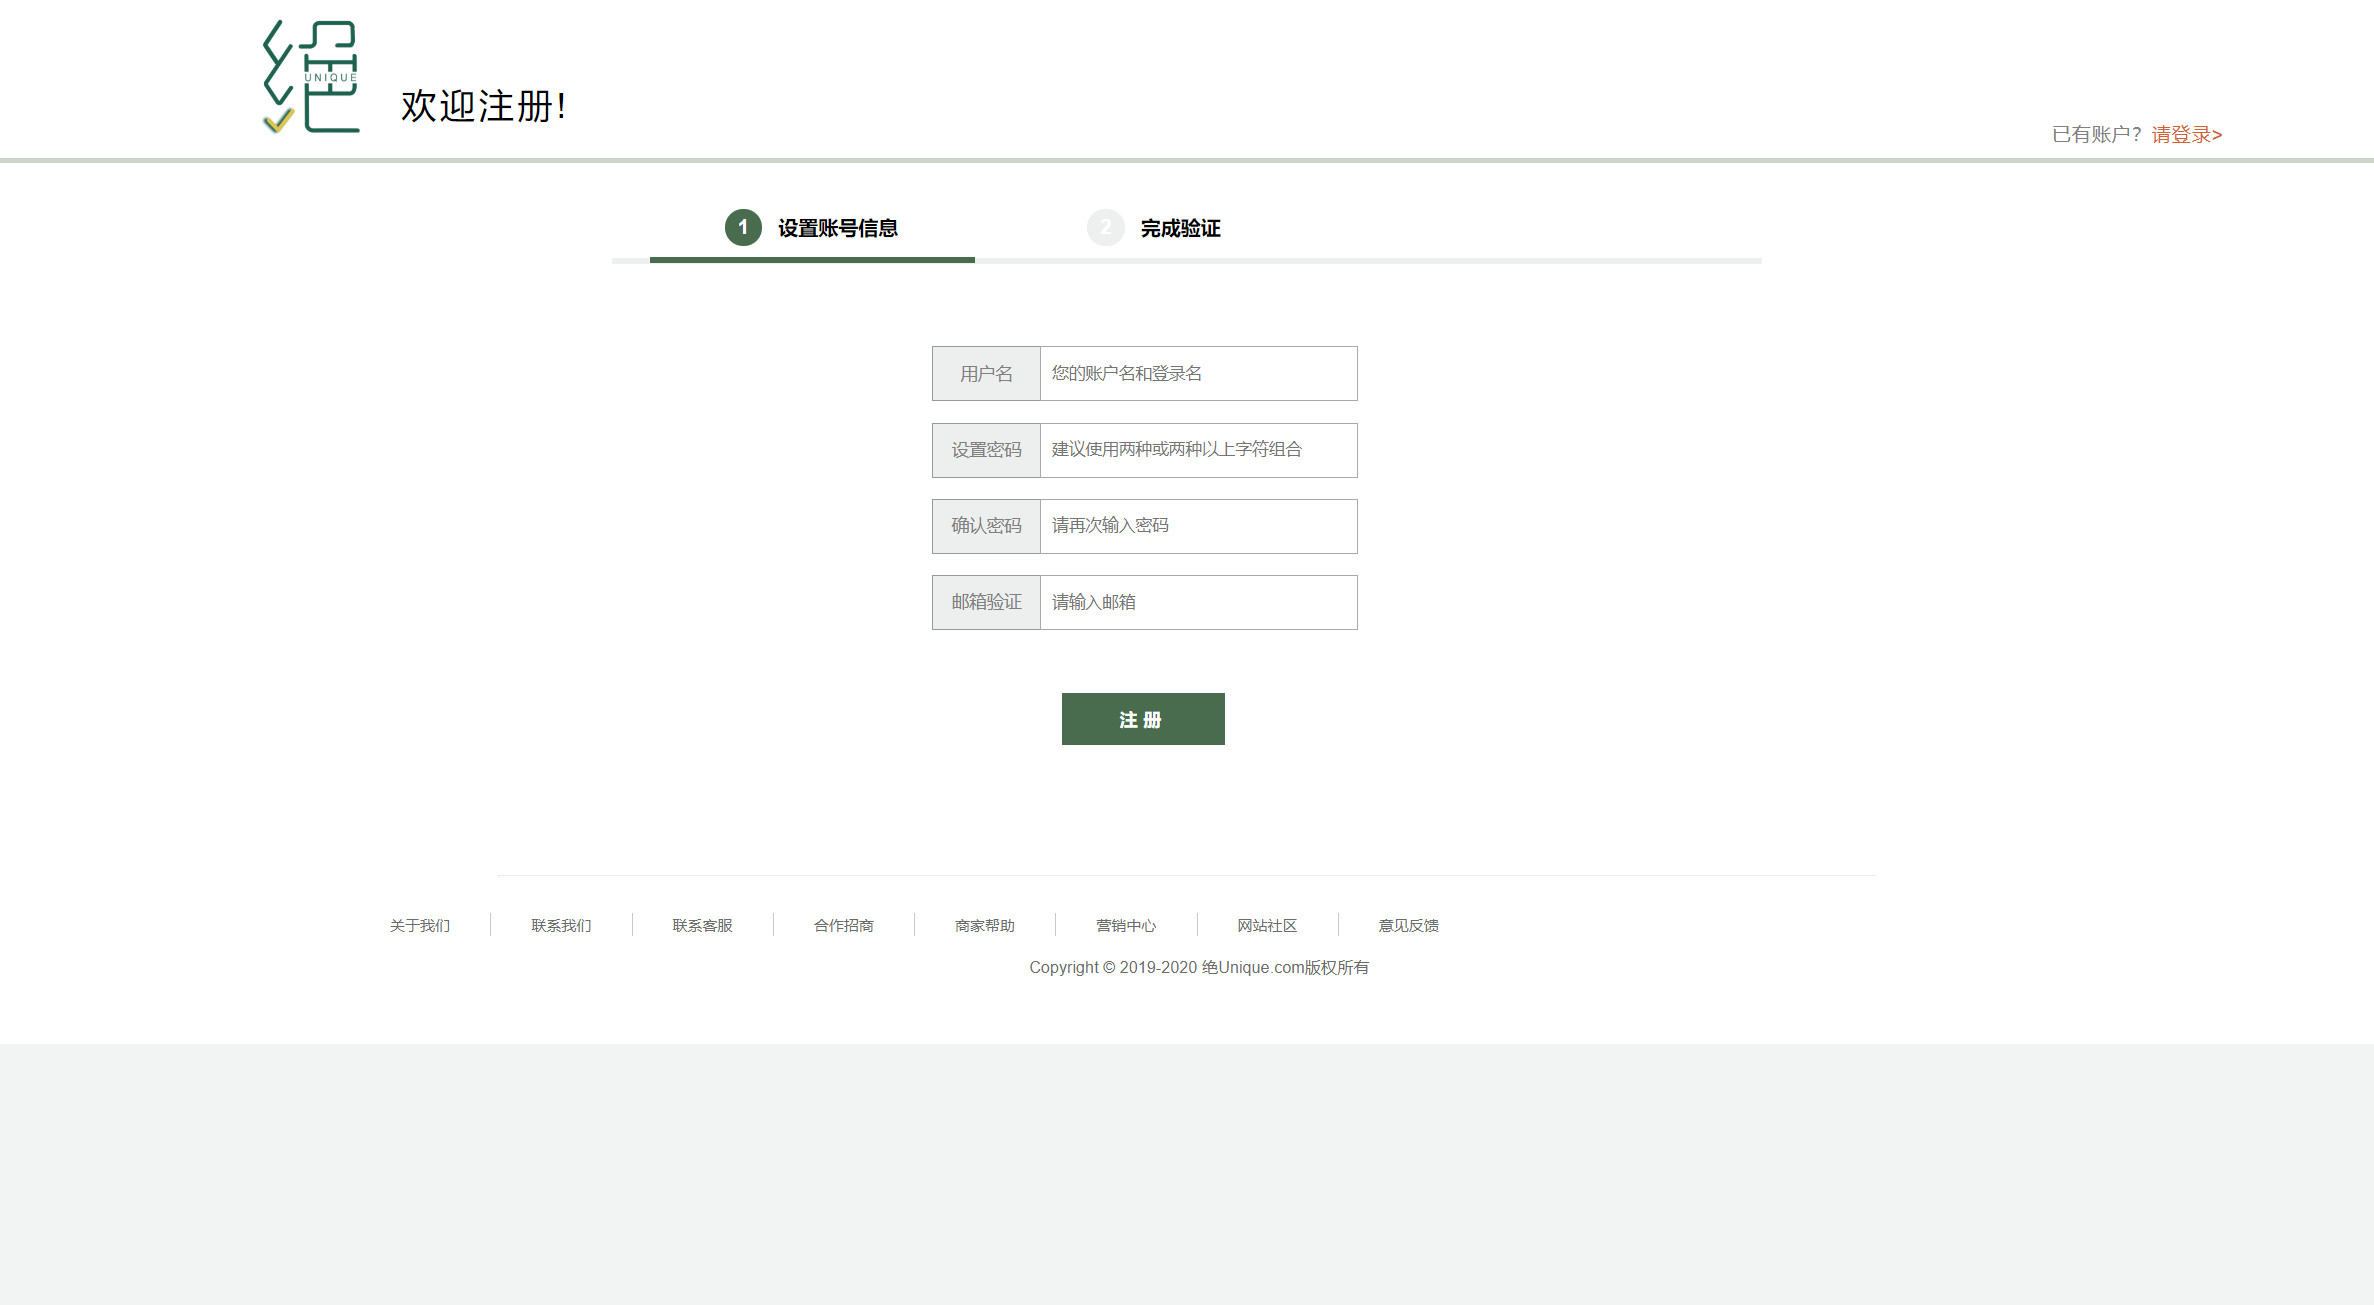 绝
UNIQUE
欢迎注册!
已有账户？请登录>
1 设置账号信息
2 完成验证
用户名 您的账户名和登录名
设置密码 建议使用两种或两种以上字符组合
确认密码 请再次输入密码
邮箱验证 请输入邮箱
注 册
关于我们 联系我们 联系客服 合作招商 商家帮助 营销中心 网站社区 意见反馈
Copyright © 2019-2020 绝Unique.com版权所有